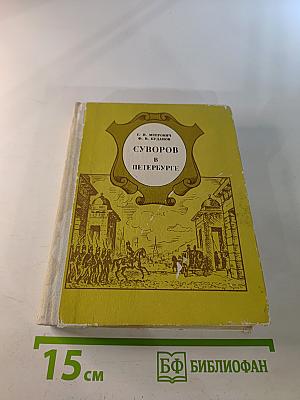 Г. И. МЕЕРОВИЧ
Ф. В. БУДАНОВ
СУВОРОВ
В
ПЕТЕРБУРГЕ
15 см
БФ БИБЛИОФАН